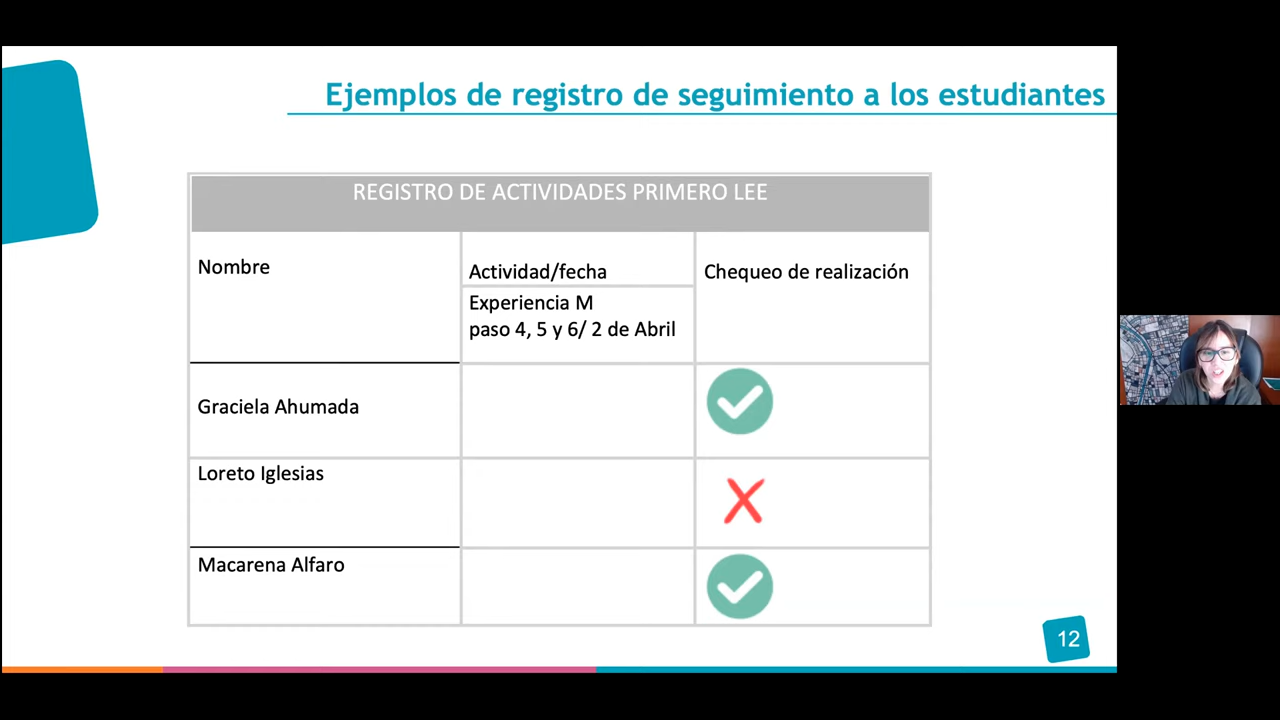 Ejemplos de registro de seguimiento a los estudiantes
REGISTRO DE ACTIVIDADES PRIMERO LEE
Nombre
Actividad/fecha
Chequeo de realización
Experiencia M
paso 4, 5 y 6/ 2 de Abril
Graciela Ahumada
Loreto Iglesias
Macarena Alfaro
12